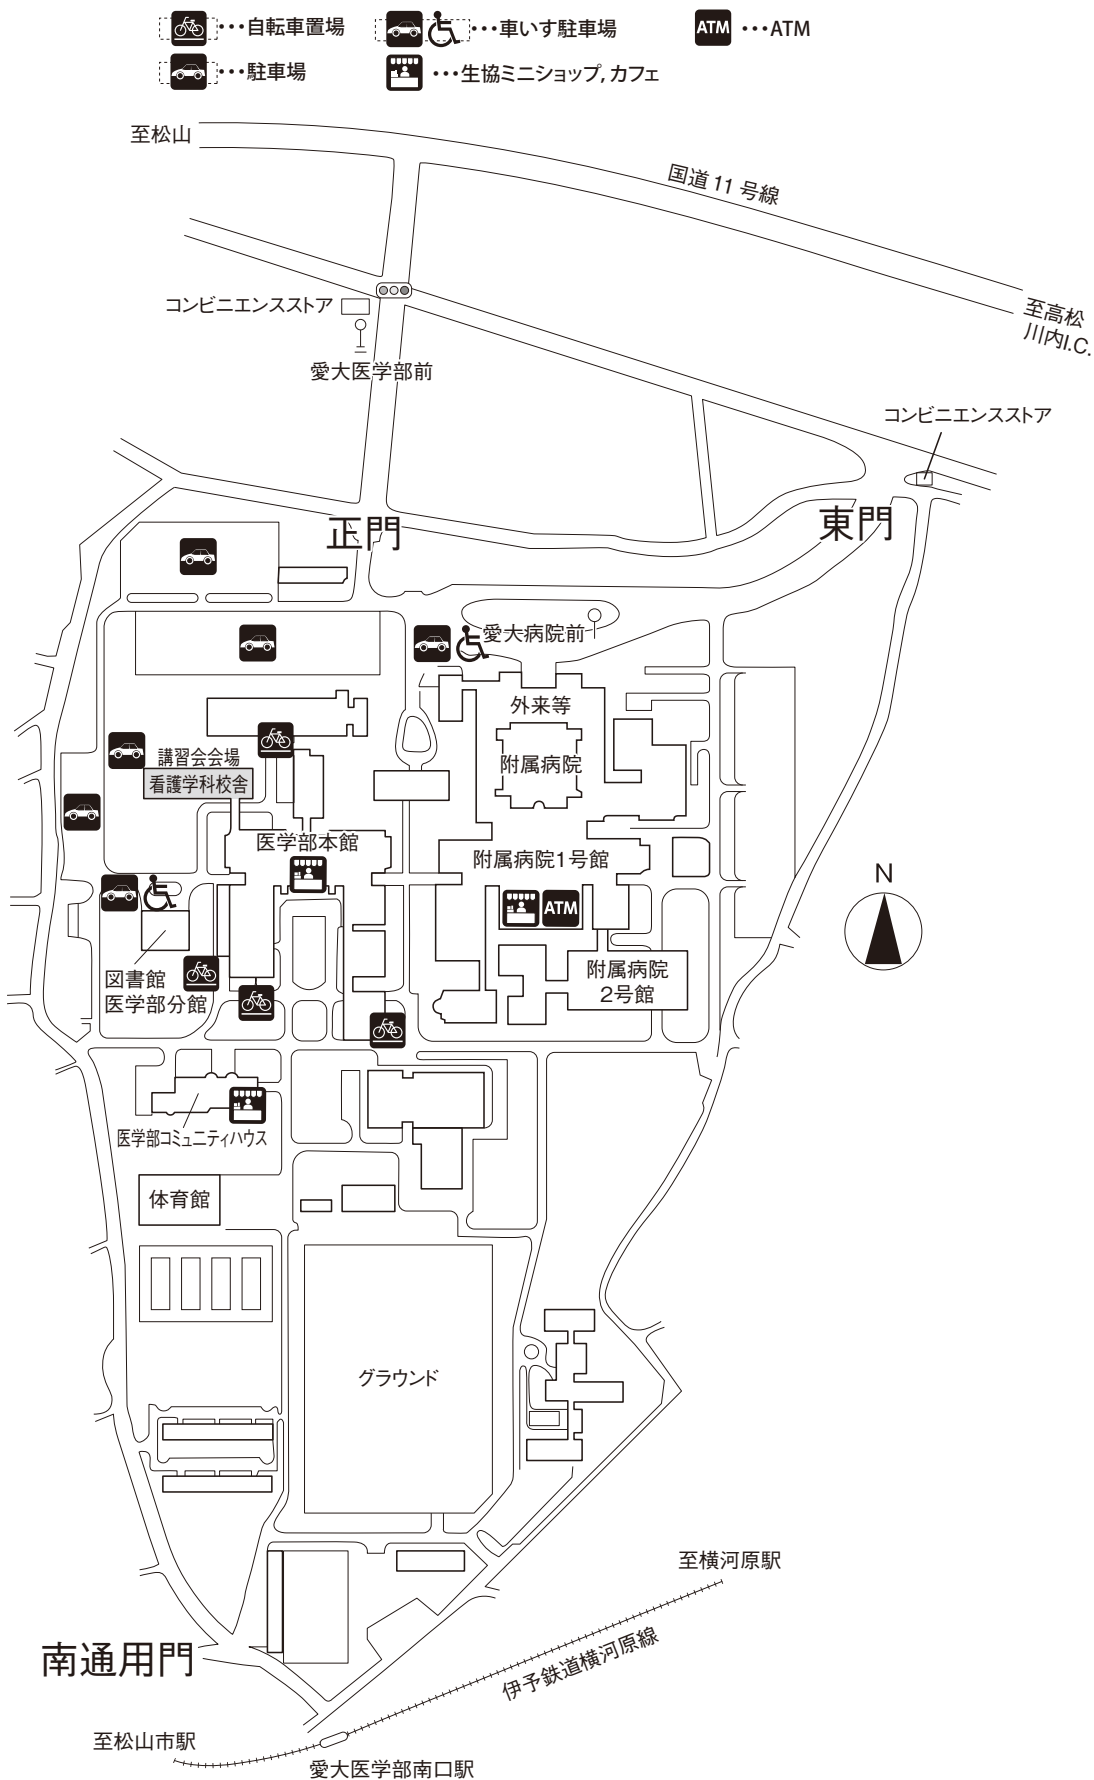 •••自転車置場
•••車いす駐車場
ATM •••ATM
•••駐車場
•••生協ミニショップ,カフェ
至松山
国道11号線
至高松
川内I.C.
コンビニエンスストア
愛大医学部前
コンビニエンスストア
正門
東門
愛大病院前
外来等
講習会会場
看護学科校舎
附属病院
医学部本館
附属病院1号館
N
ATM
図書館
医学部分館
附属病院
2号館
医学部コミュニティハウス
体育館
グラウンド
至横河原駅
伊予鉄道横河原線
南通用門
至松山市駅
愛大医学部南口駅